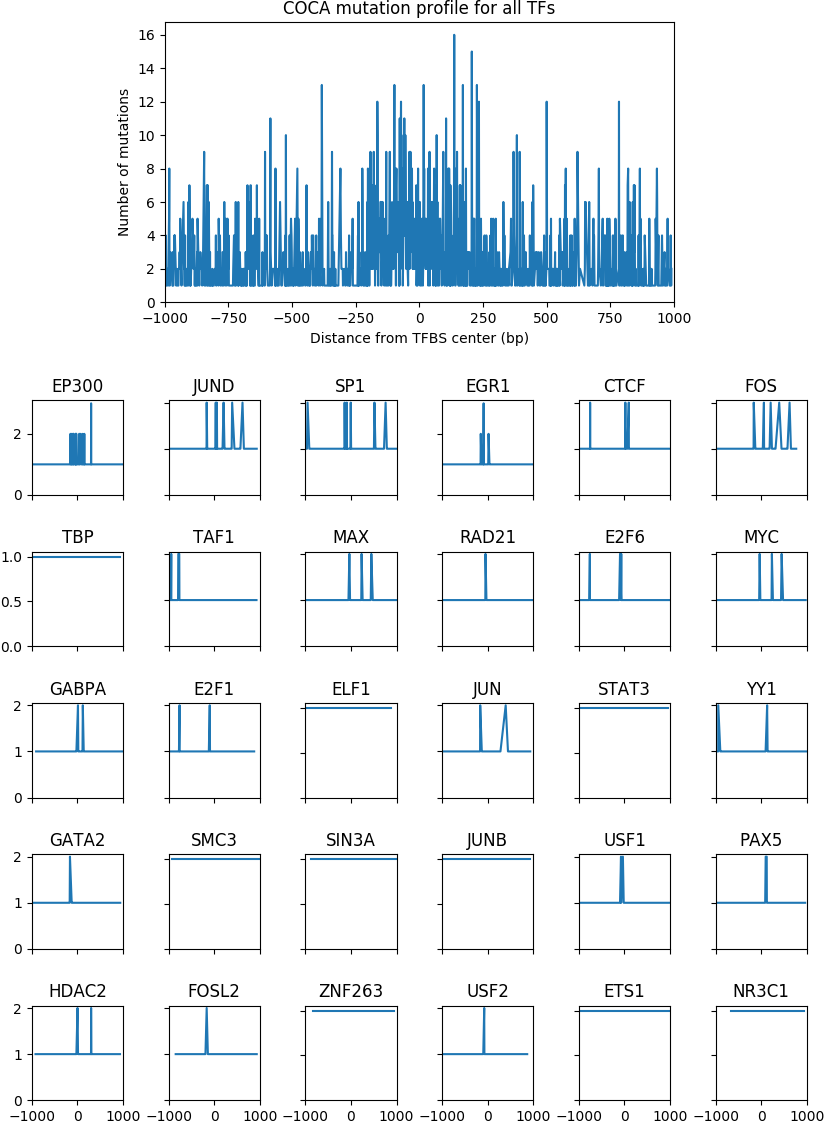 COCA mutation profile for all TFs
16
14
12
10
8
6
4
2
0
Number of mutations
−1000 −750 −500 −250 0 250 500 750 1000
Distance from TFBS center (bp)
EP300 JUND SP1 EGR1 CTCF FOS
2
0
TBP TAF1 MAX RAD21 E2F6 MYC
1.0
0.5
0.0
GABPA E2F1 ELF1 JUN STAT3 YY1
2
1
0
GATA2 SMC3 SIN3A JUNB USF1 PAX5
2
1
0
HDAC2 FOSL2 ZNF263 USF2 ETS1 NR3C1
2
1
0
−1000 0 1000 −1000 0 1000 −1000 0 1000 −1000 0 1000 −1000 0 1000 −1000 0 1000